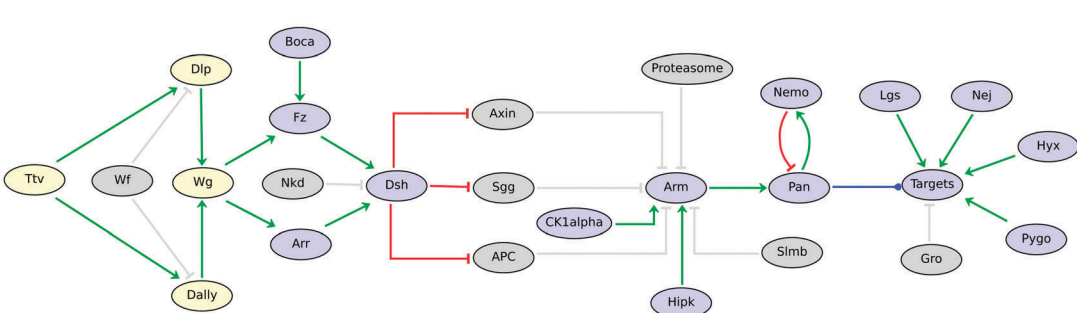 Boca
Dlp
Proteasome
Nemo
Lgs
Nej
Fz
Axin
Hyx
Ttv
Wf
Wg
Nkd
Dsh
Sgg
Arm
Pan
Targets
CK1alpha
Arr
APC
Slmb
Gro
Pygo
Dally
Hipk